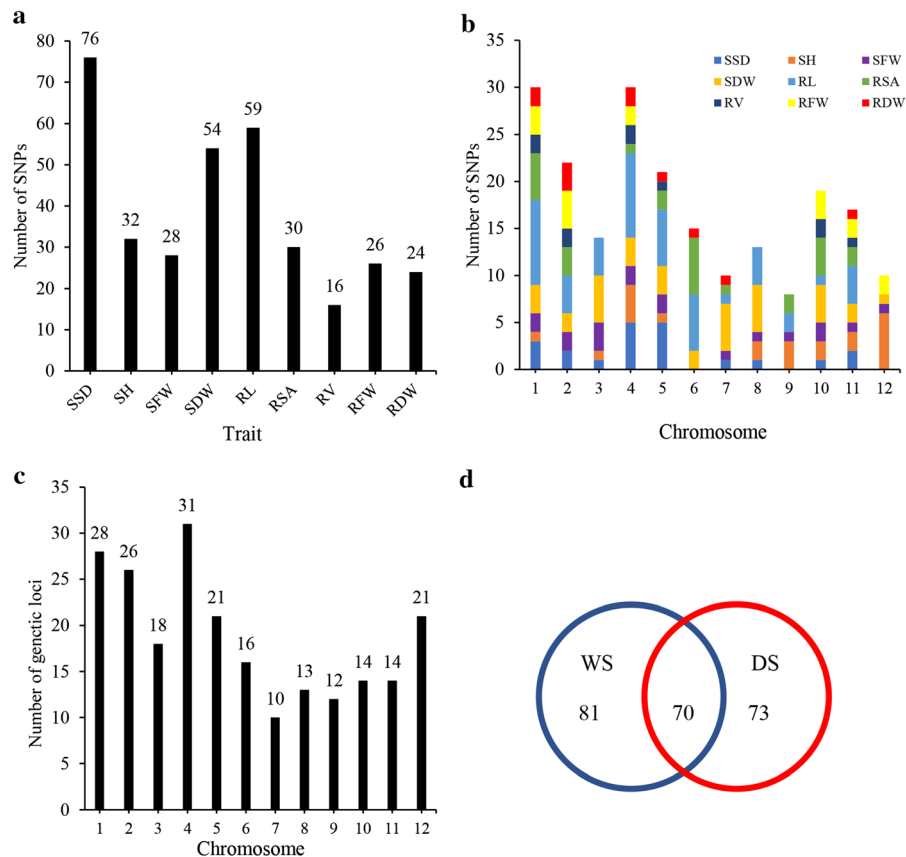 a
80
70
60
50
40
30
20
10
0
Number of SNPs
76
32
28
54
59
30
16
26
24
SSD
SH
SFW
SDW
RL
RSA
RV
RFW
RDW
Trait
b
35
30
25
20
15
10
5
0
Number of SNPs
SSD SH SFW
SDW RL RSA
RV RFW RDW
1 2 3 4 5 6 7 8 9 10 11 12
Chromosome
c
35
30
25
20
15
10
5
0
Number of genctic loci
28
26
18
31
21
16
10
13
12
14
14
21
1 2 3 4 5 6 7 8 9 10 11 12
Chromosome
d
WS DS
81 70 73